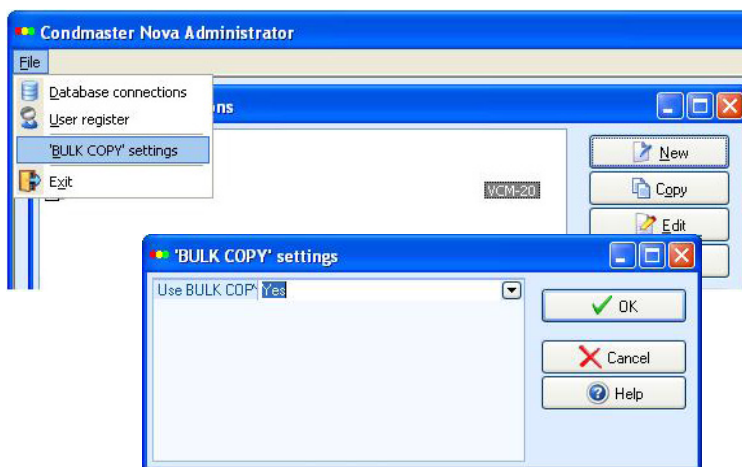 Condmaster Nova Administrator
File
Database connections
ns
User register
'BULK COPY' settings
New
Exit
VCM-20
Copy
Edit
'BULK COPY' settings
Use BULK COP Yes
OK
Cancel
Help